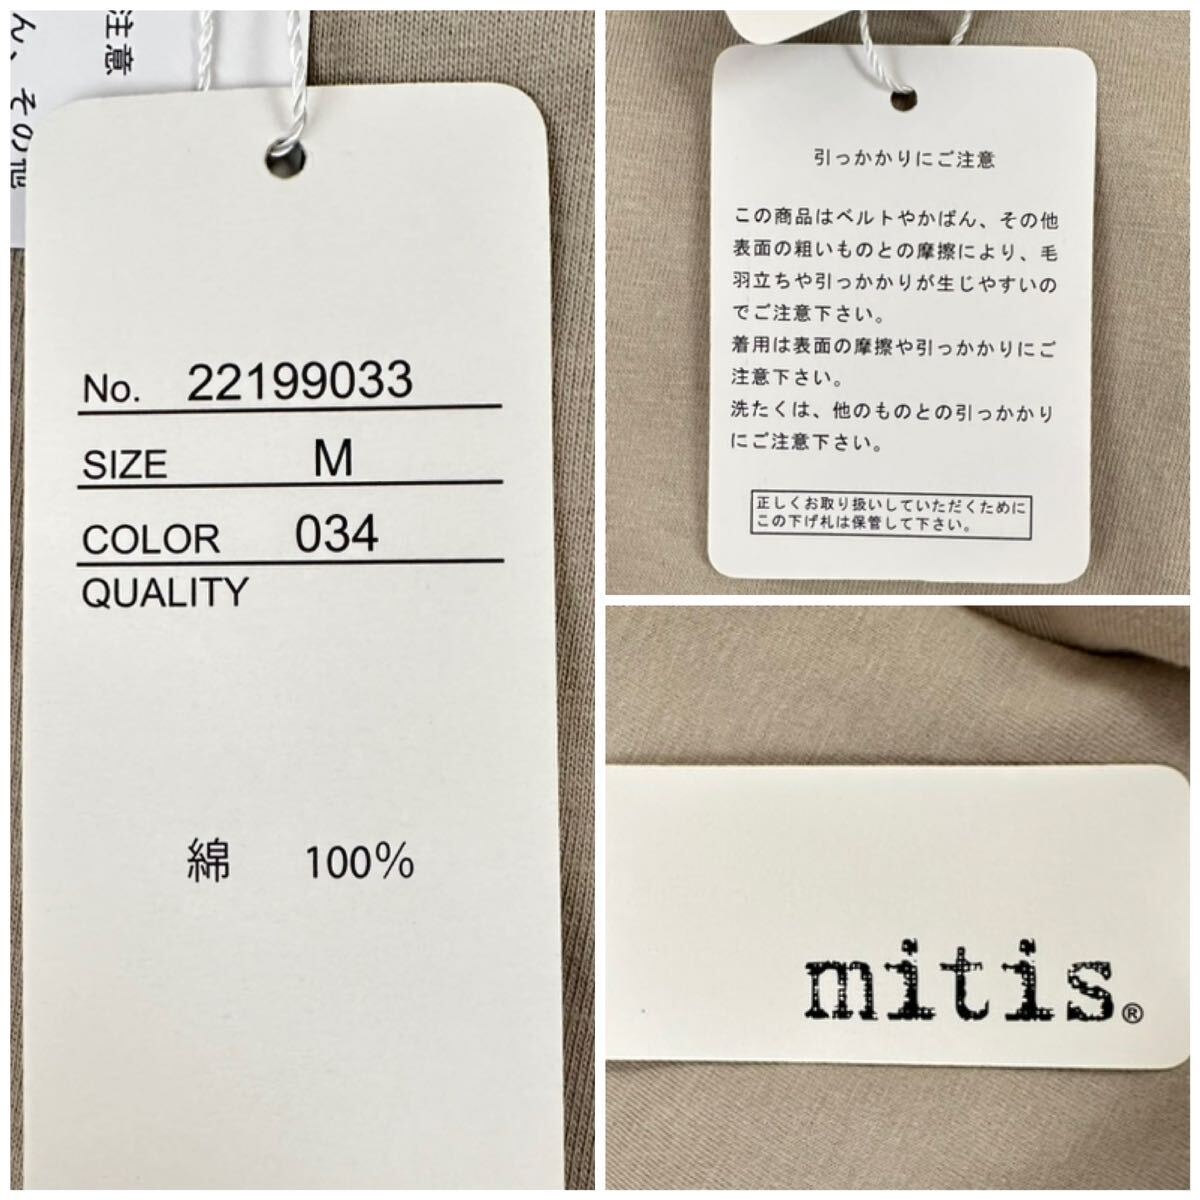 注意
ん、その他
No. 22199033
SIZE M
COLOR 034
QUALITY
綿 100%
引っかかりにご注意
この商品はベルトやかばん、その他
表面の粗いものとの摩擦により、毛
羽立ちや引っかかりが生じやすいの
でご注意下さい。
着用は表面の摩擦や引っかかりにご
注意下さい。
洗たくは、他のものとの引っかかり
にご注意下さい。
正しくお取り扱いしていただくために
この下げ札は保管して下さい。
mitis®